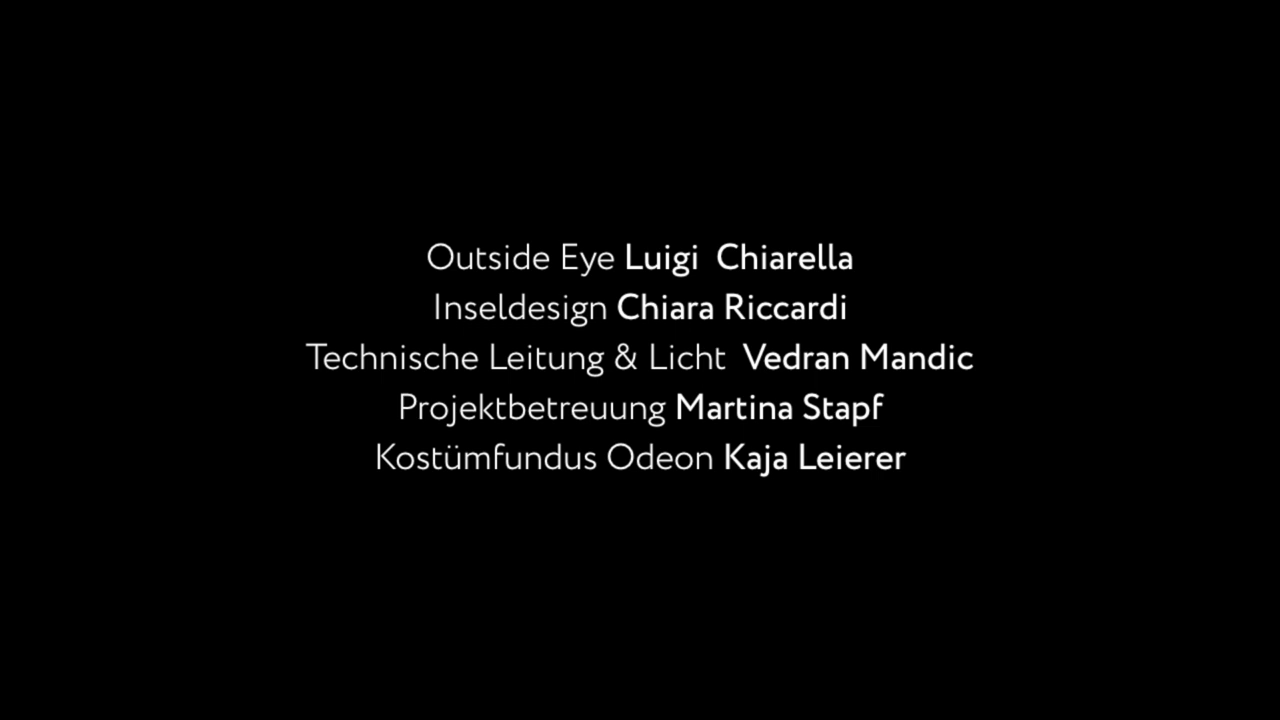 Outside Eye Luigi Chiarella
Inseldesign Chiara Riccardi
Technische Leitung & Licht Vedran Mandic
Projektbetreuung Martina Stapf
Kostümfundus Odeon Kaja Leierer